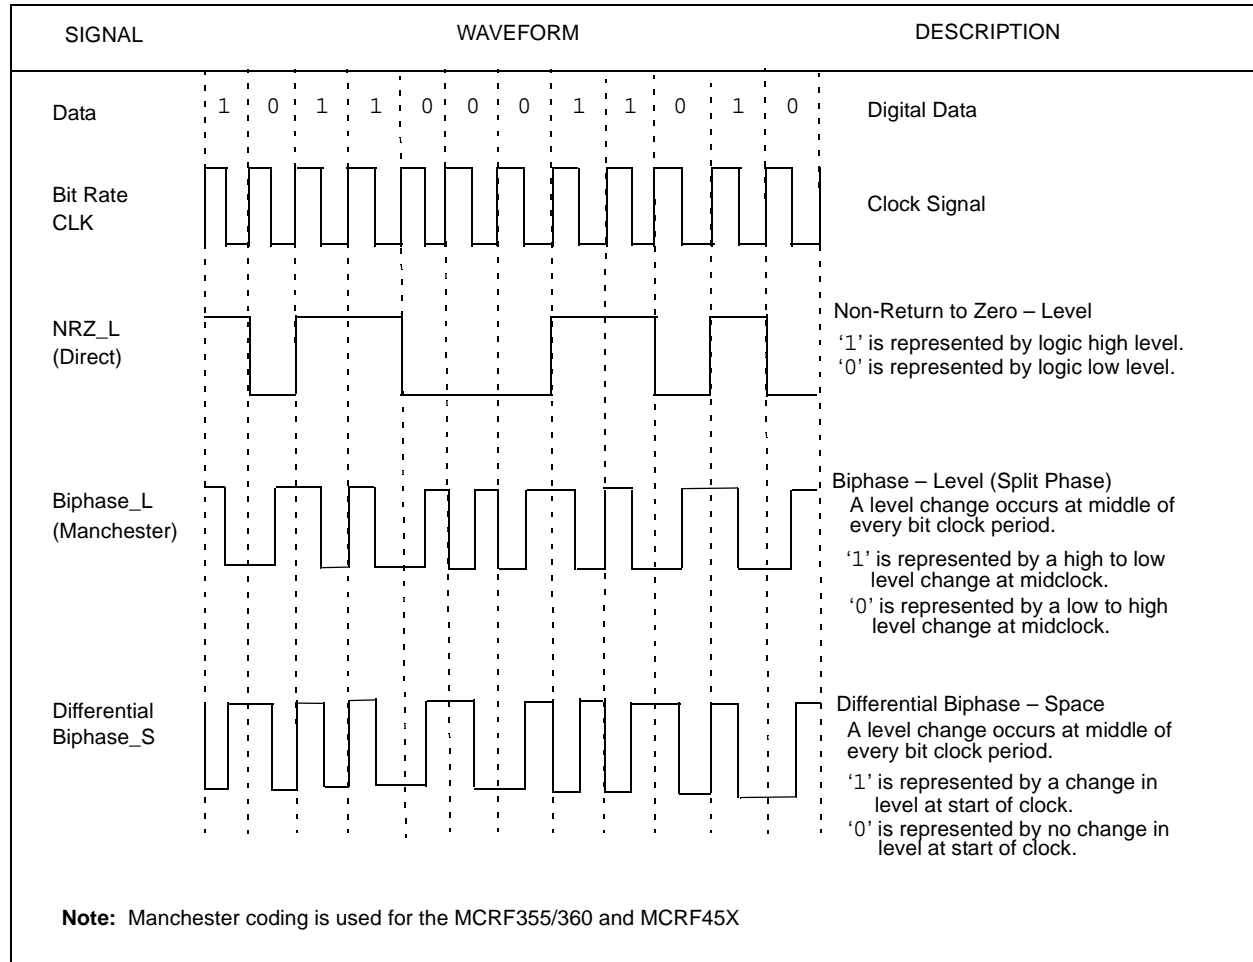 SIGNAL WAVEFORM DESCRIPTION
Data 1 0 1 1 0 0 0 1 1 0 1 0 Digital Data
Bit Rate
CLK
Clock Signal
NRZ_L
(Direct)
Non-Return to Zero – Level
‘1’ is represented by logic high level.
‘0’ is represented by logic low level.
Biphase_L
(Manchester)
Biphase – Level (Split Phase)
A level change occurs at middle of
every bit clock period.
‘1’ is represented by a high to low
level change at midclock.
‘0’ is represented by a low to high
level change at midclock.
Differential
Biphase_S
Differential Biphase – Space
A level change occurs at middle of
every bit clock period.
‘1’ is represented by a change in
level at start of clock.
‘0’ is represented by no change in
level at start of clock.
Note: Manchester coding is used for the MCRF355/360 and MCRF45X